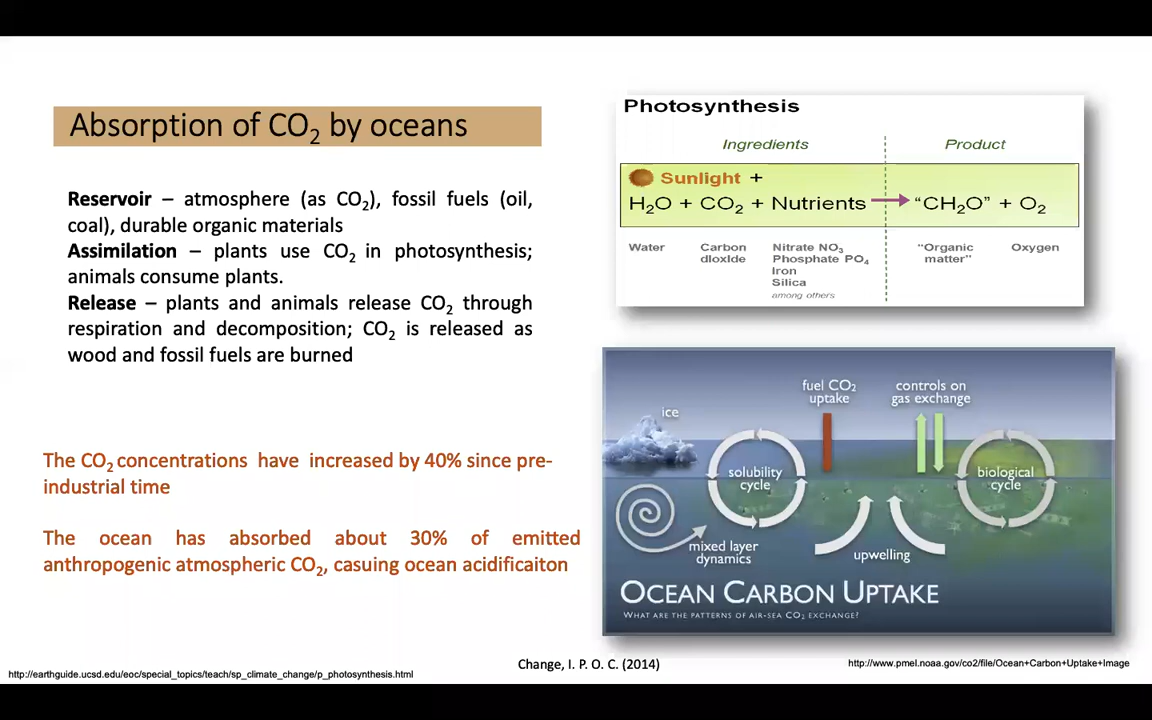 Absorption of CO₂ by oceans
Reservoir – atmosphere (as CO₂), fossil fuels (oil,
coal), durable organic materials
Assimilation – plants use CO₂ in photosynthesis;
animals consume plants.
Release – plants and animals release CO₂ through
respiration and decomposition; CO₂ is released as
wood and fossil fuels are burned
The CO₂ concentrations have increased by 40% since pre-
industrial time
The ocean has absorbed about 30% of emitted
anthropogenic atmospheric CO₂, casuing ocean acidificaiton
Photosynthesis
Ingredients
Product
Sunlight +
H₂O + CO₂ + Nutrients → “CH₂O” + O₂
Water
Carbon
dioxide
Nitrate NO₃
Phosphate PO₄
Iron
Silica
among others
“Organic
matter”
Oxygen
fuel CO₂
uptake
controls on
gas exchange
ice
solubility
cycle
biological
cycle
mixed layer
dynamics
upwelling
OCEAN CARBON UPTAKE
WHAT ARE THE PATTERNS OF AIR-SEA CO₂ EXCHANGE?
Change, I. P. O. C. (2014)
http://www.pmel.noaa.gov/co2/file/Ocean+Carbon+Uptake+Image
http://earthguide.ucsd.edu/eoc/special_topics/teach/sp_climate_change/p_photosynthesis.html